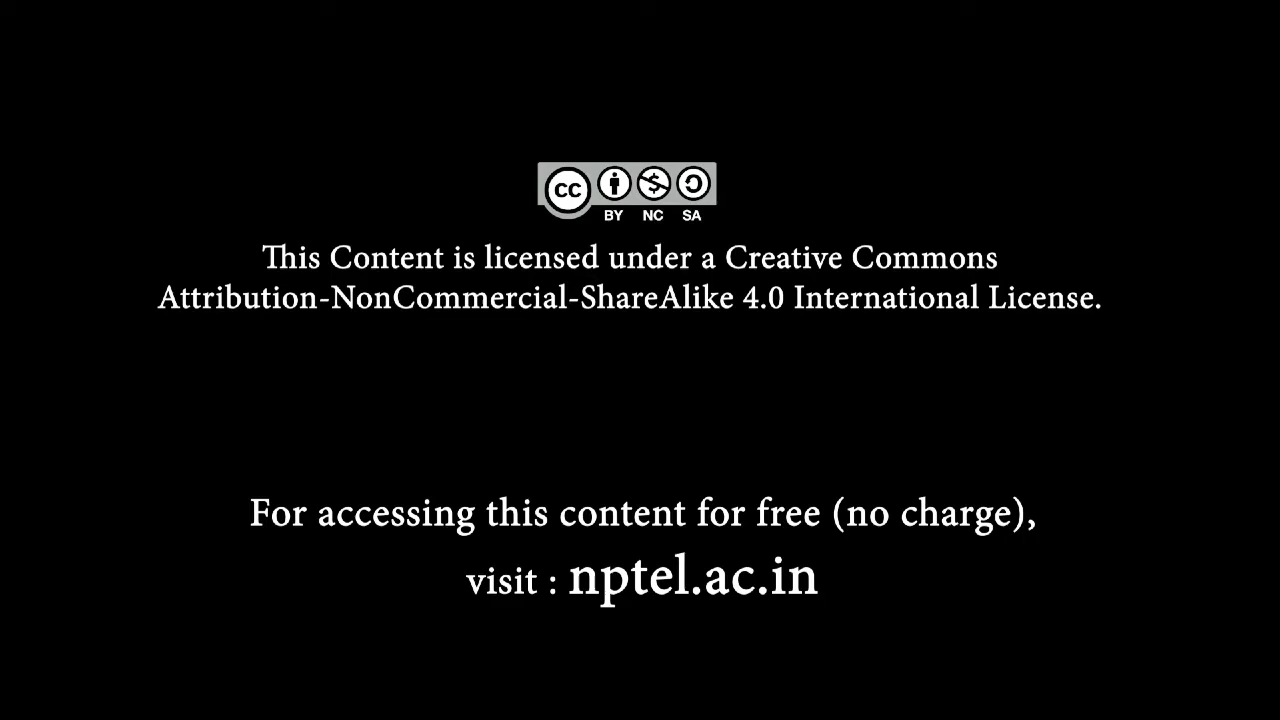 CC BY NC SA
This Content is licensed under a Creative Commons
Attribution-NonCommercial-ShareAlike 4.0 International License.
For accessing this content for free (no charge),
visit : nptel.ac.in